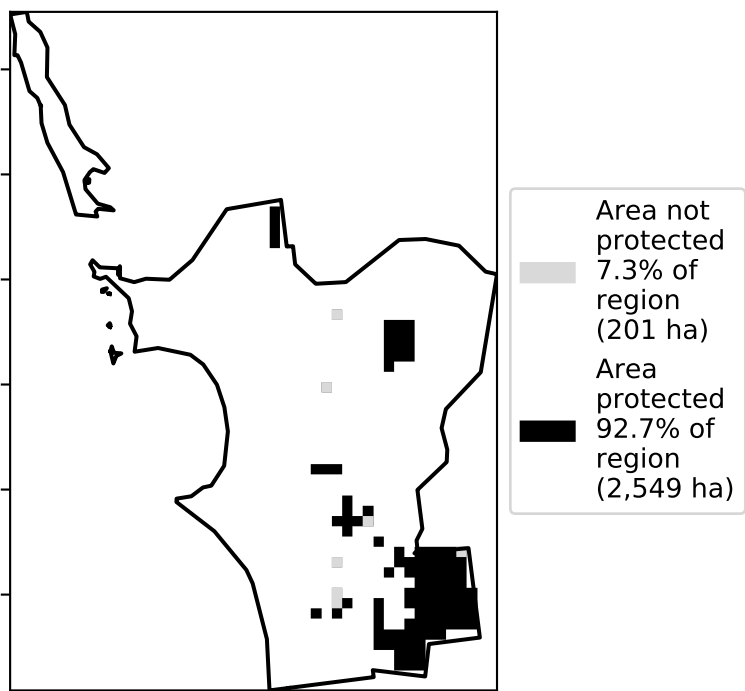 Area not
protected
7.3% of
region
(201 ha)
Area
protected
92.7% of
region
(2,549 ha)